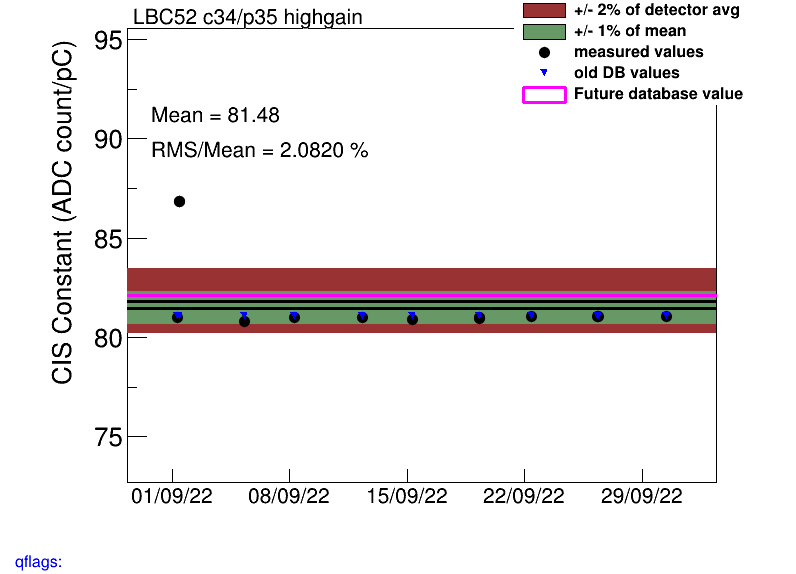 LBC52 c34/p35 highgain
+/- 2% of detector avg
+/- 1% of mean
measured values
old DB values
Future database value
Mean = 81.48
RMS/Mean = 2.0820 %
CIS Constant (ADC count/pC)
95
90
85
80
75
01/09/22 08/09/22 15/09/22 22/09/22 29/09/22
qflags: